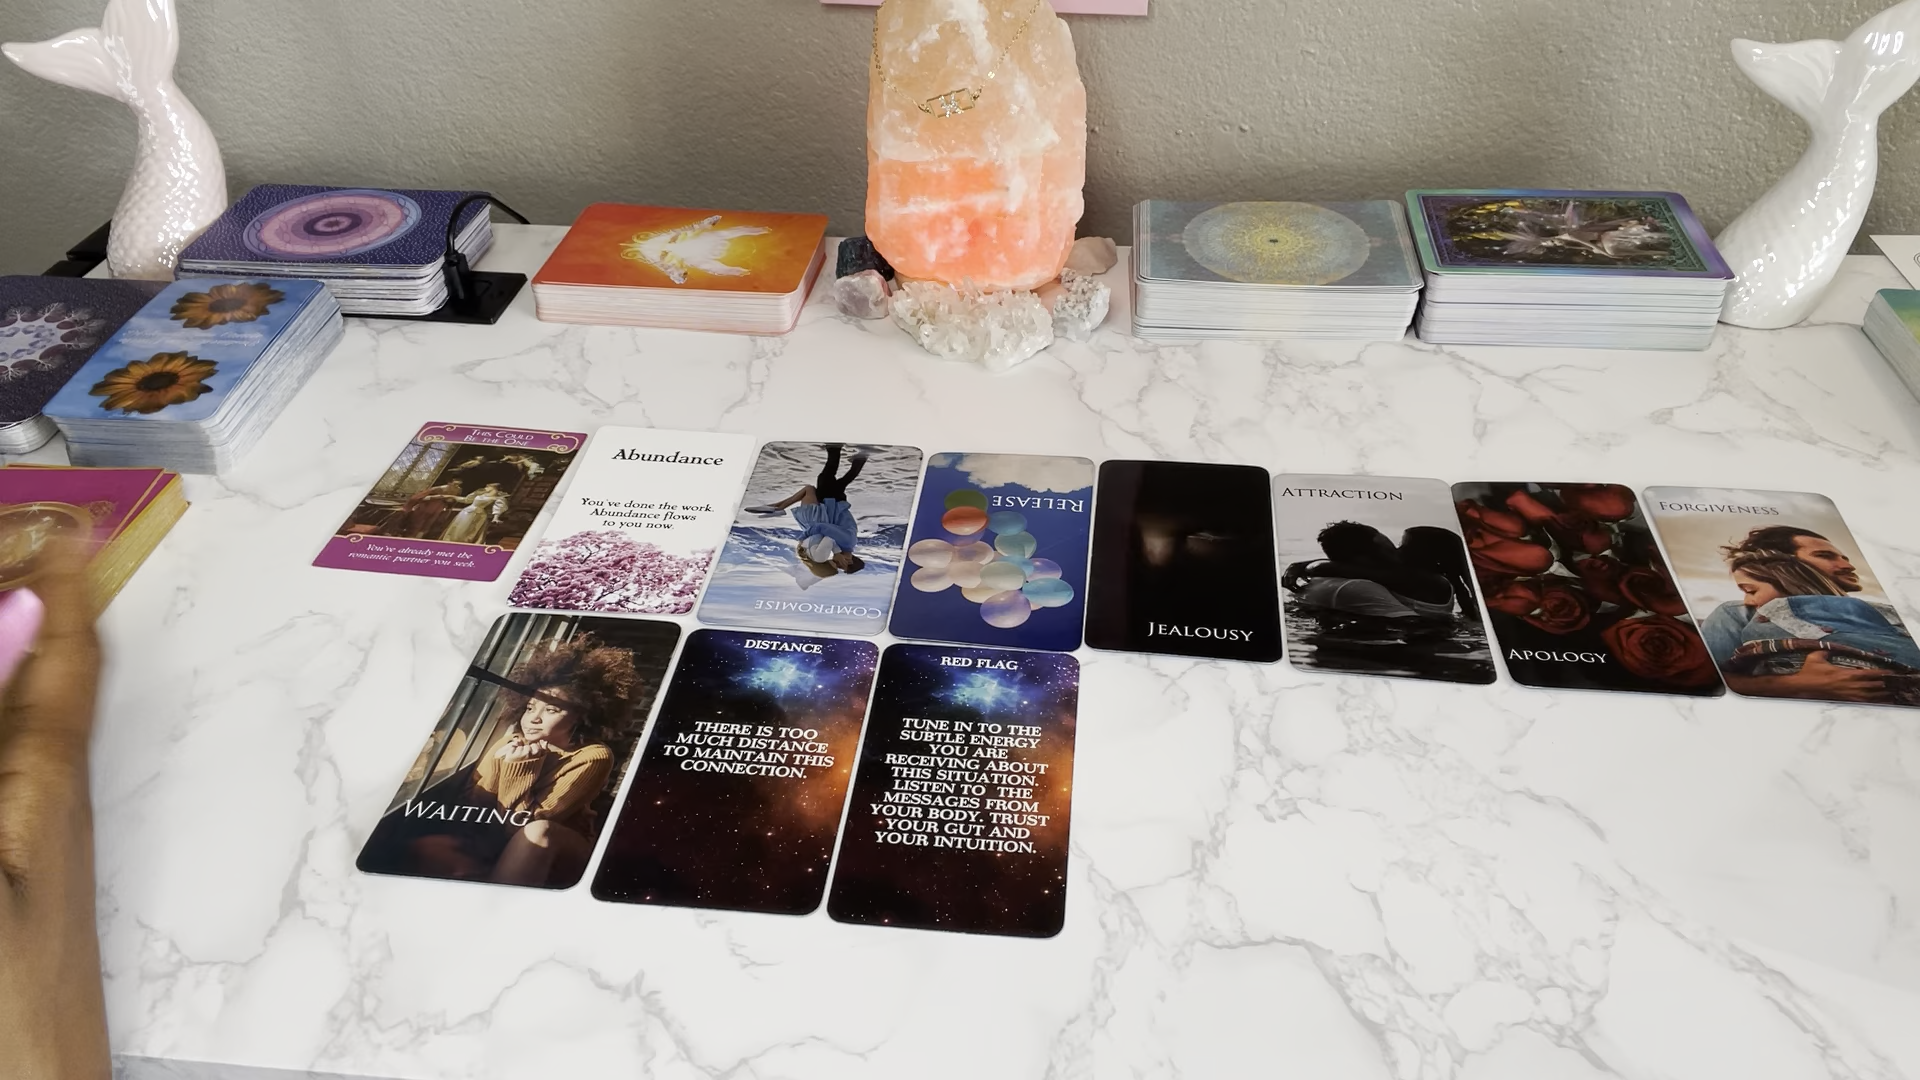 THIS COULD
BE THE ONE
You've already met the
romantic partner you seek.
Abundance
You've done the work.
Abundance flows
to you now.
COMPROMISE
RELEASE
JEALOUSY
ATTRACTION
APOLOGY
FORGIVENESS
WAITING
DISTANCE
THERE IS TOO
MUCH DISTANCE
TO MAINTAIN THIS
CONNECTION.
RED FLAG
TUNE IN TO THE
SUBTLE ENERGY
YOU ARE
RECEIVING ABOUT
THIS SITUATION.
LISTEN TO THE
MESSAGES FROM
YOUR BODY. TRUST
YOUR GUT AND
YOUR INTUITION.